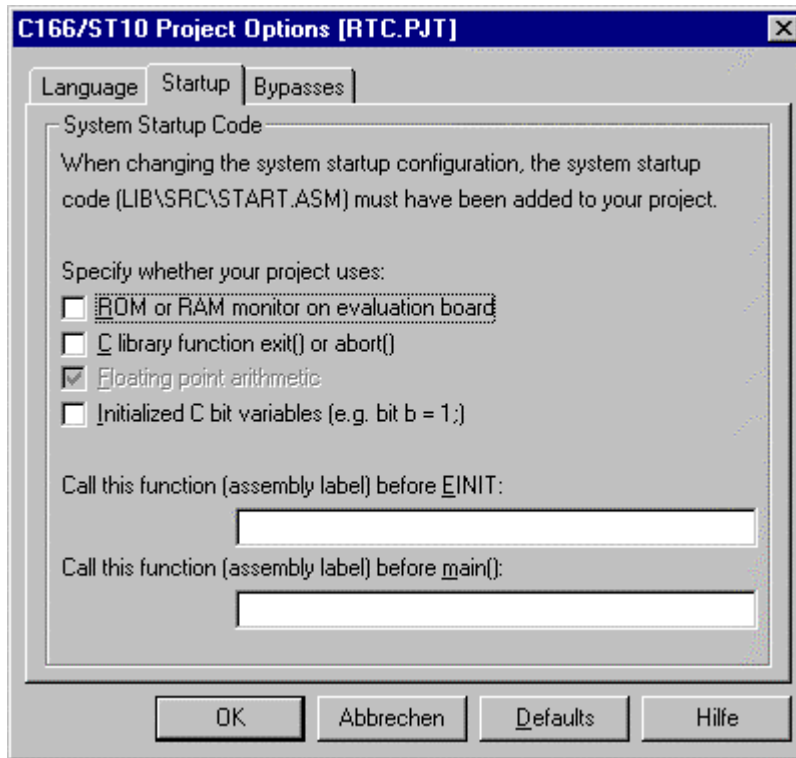 C166/ST10 Project Options [RTC.PJT]
Language Startup Bypasses
System Startup Code
When changing the system startup configuration, the system startup
code (LIB\SRC\START.ASM) must have been added to your project.
Specify whether your project uses:
ROM or RAM monitor on evaluation board
C library function exit() or abort()
Floating point arithmetic
Initialized C bit variables (e.g. bit b = 1;)
Call this function (assembly label) before EINIT:
Call this function (assembly label) before main():
OK Abbrechen Defaults Hilfe